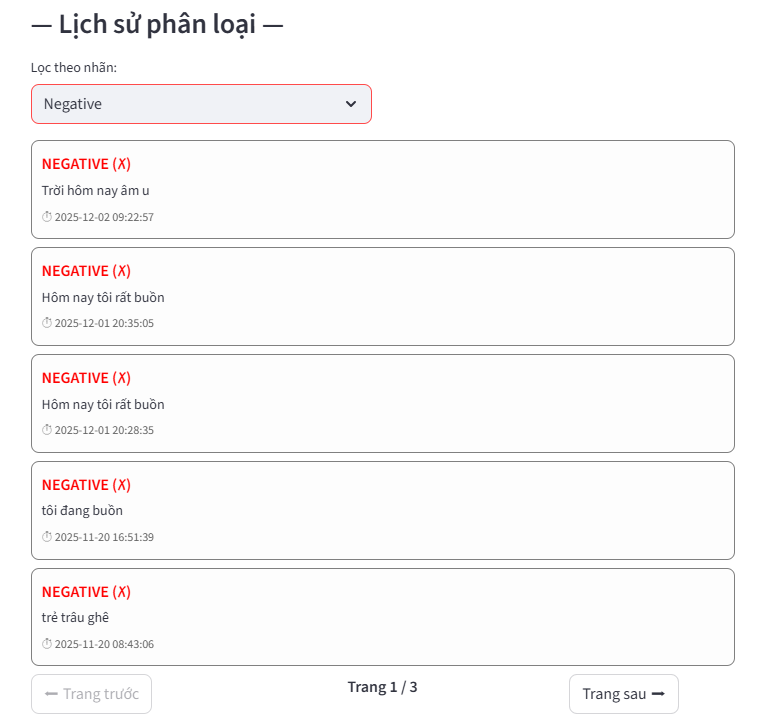 — Lịch sử phân loại —
Lọc theo nhãn:
Negative
NEGATIVE (✗)
Trời hôm nay âm u
⏱ 2025-12-02 09:22:57
NEGATIVE (✗)
Hôm nay tôi rất buồn
⏱ 2025-12-01 20:35:05
NEGATIVE (✗)
Hôm nay tôi rất buồn
⏱ 2025-12-01 20:28:35
NEGATIVE (✗)
tôi đang buồn
⏱ 2025-11-20 16:51:39
NEGATIVE (✗)
trẻ trâu ghê
⏱ 2025-11-20 08:43:06
⬅ Trang trước Trang 1 / 3 Trang sau ➡